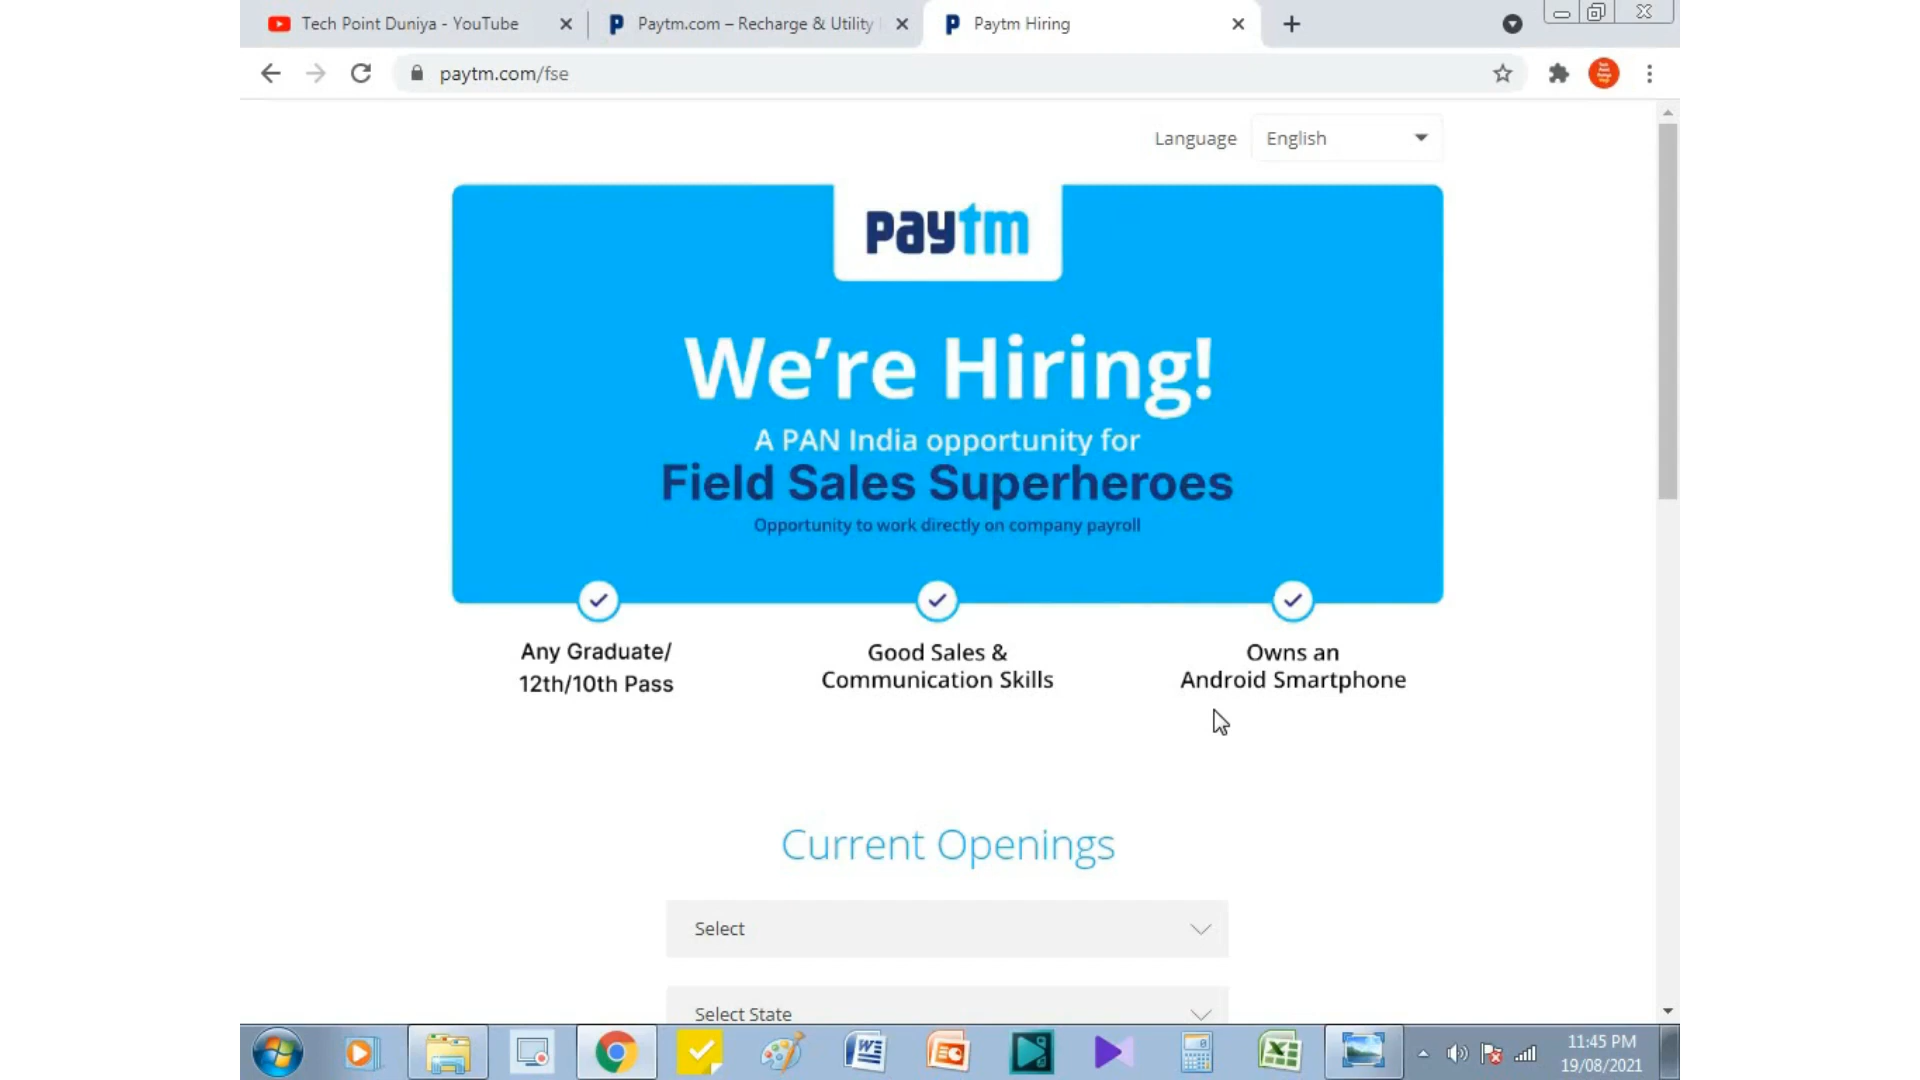 Tech Point Duniya - YouTube
Paytm.com – Recharge & Utility
Paytm Hiring
paytm.com/fse
Language
English
paytm
We’re Hiring!
A PAN India opportunity for
Field Sales Superheroes
Opportunity to work directly on company payroll
Any Graduate/
12th/10th Pass
Good Sales &
Communication Skills
Owns an
Android Smartphone
Current Openings
Select
Select State
11:45 PM
19/08/2021